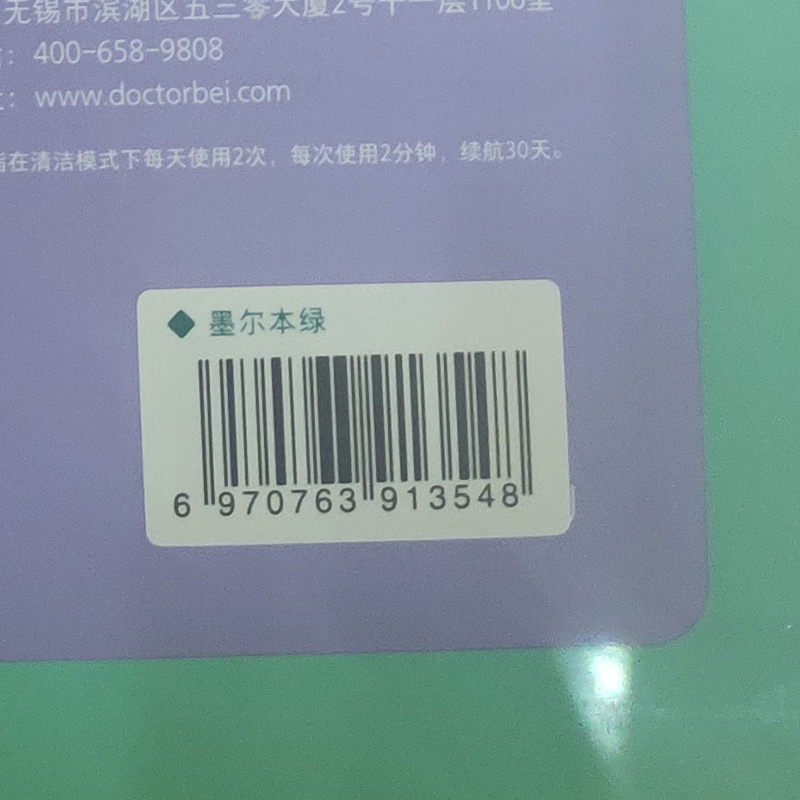 无锡市滨湖区五三零大厦2号十一层1100室
：400-658-9808
：www.doctorbei.com
指在清洁模式下每天使用2次，每次使用2分钟，续航30天。
墨尔本绿
6 970763 913548